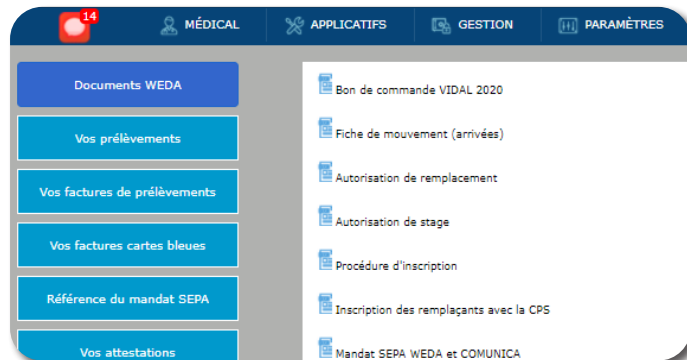 14
MÉDICAL
APPLICATIFS
GESTION
PARAMÈTRES
Documents WEDA
Vos prélèvements
Vos factures de prélèvements
Vos factures cartes bleues
Référence du mandat SEPA
Vos attestations
Bon de commande VIDAL 2020
Fiche de mouvement (arrivées)
Autorisation de remplacement
Autorisation de stage
Procédure d'inscription
Inscription des remplaçants avec la CPS
Mandat SEPA WEDA et COMUNICA